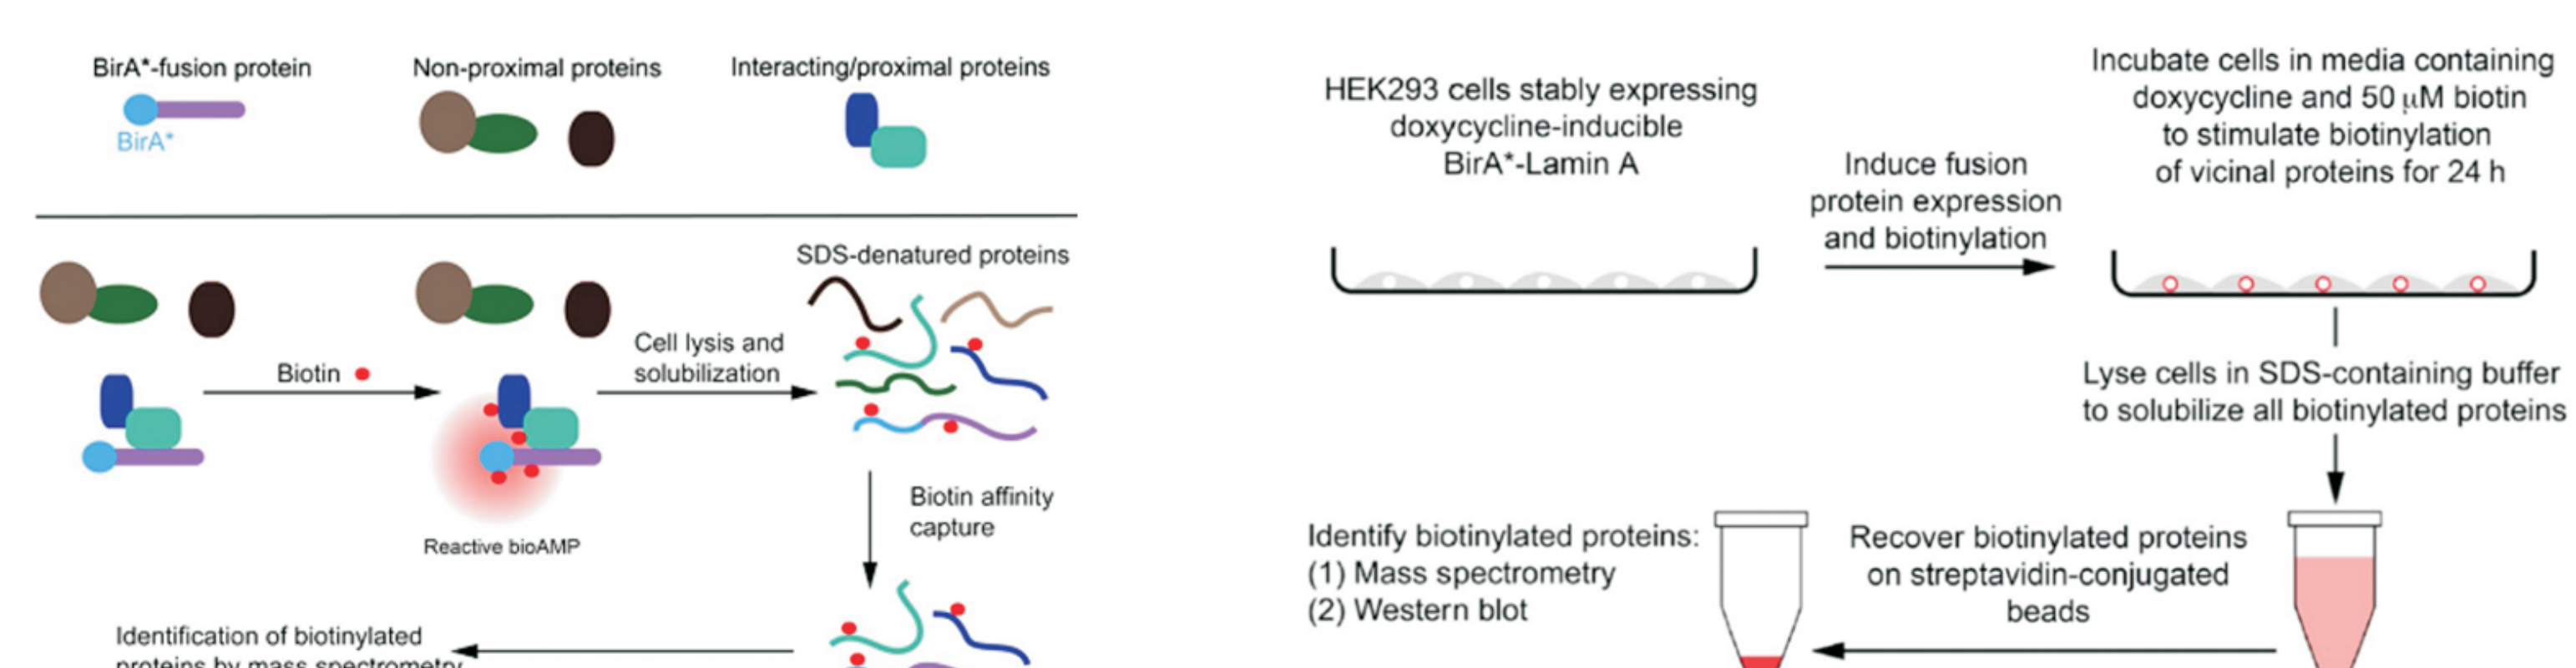 BirA*-fusion protein
BirA*
Non-proximal proteins
Interacting/proximal proteins
Biotin
Reactive bioAMP
Cell lysis and
solubilization
SDS-denatured proteins
Biotin affinity
capture
Identification of biotinylated
proteins by mass spectrometry
HEK293 cells stably expressing
doxycycline-inducible
BirA*-Lamin A
Induce fusion
protein expression
and biotinylation
Incubate cells in media containing
doxycycline and 50 μM biotin
to stimulate biotinylation
of vicinal proteins for 24 h
Lyse cells in SDS-containing buffer
to solubilize all biotinylated proteins
Recover biotinylated proteins
on streptavidin-conjugated
beads
Identify biotinylated proteins:
(1) Mass spectrometry
(2) Western blot